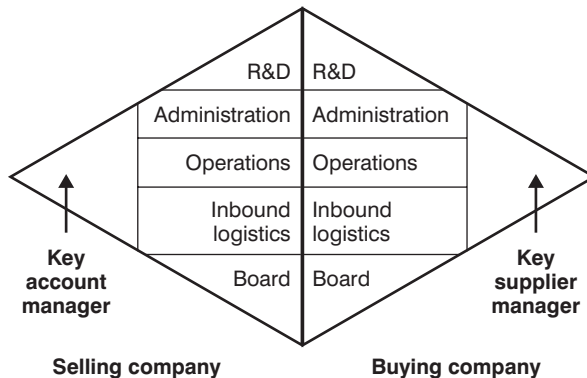 R&D R&D
Administration Administration
Operations Operations
Inbound Inbound
logistics logistics
Board Board
Key
account
manager
Key
supplier
manager
Selling company Buying company